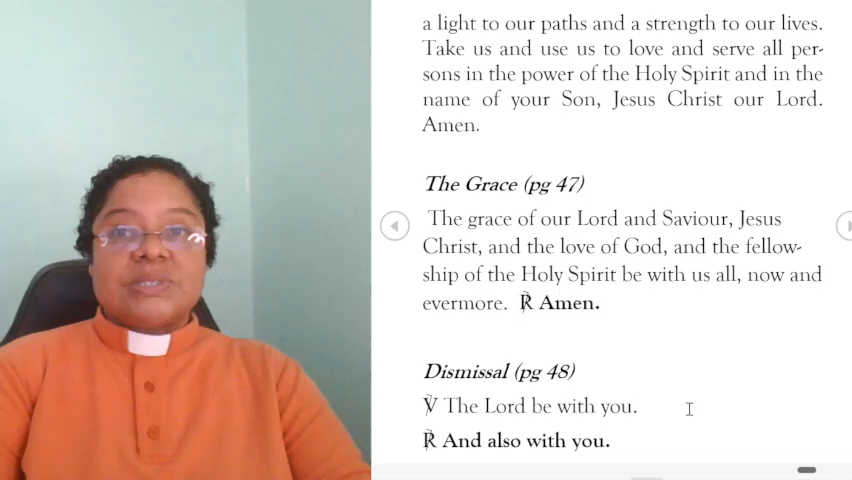 a light to our paths and a strength to our lives.
Take us and use us to love and serve all per-
sons in the power of the Holy Spirit and in the
name of your Son, Jesus Christ our Lord.
Amen.
The Grace (pg 47)
The grace of our Lord and Saviour, Jesus
Christ, and the love of God, and the fellow-
ship of the Holy Spirit be with us all, now and
evermore. ℟ Amen.
Dismissal (pg 48)
℣ The Lord be with you.
℟ And also with you.